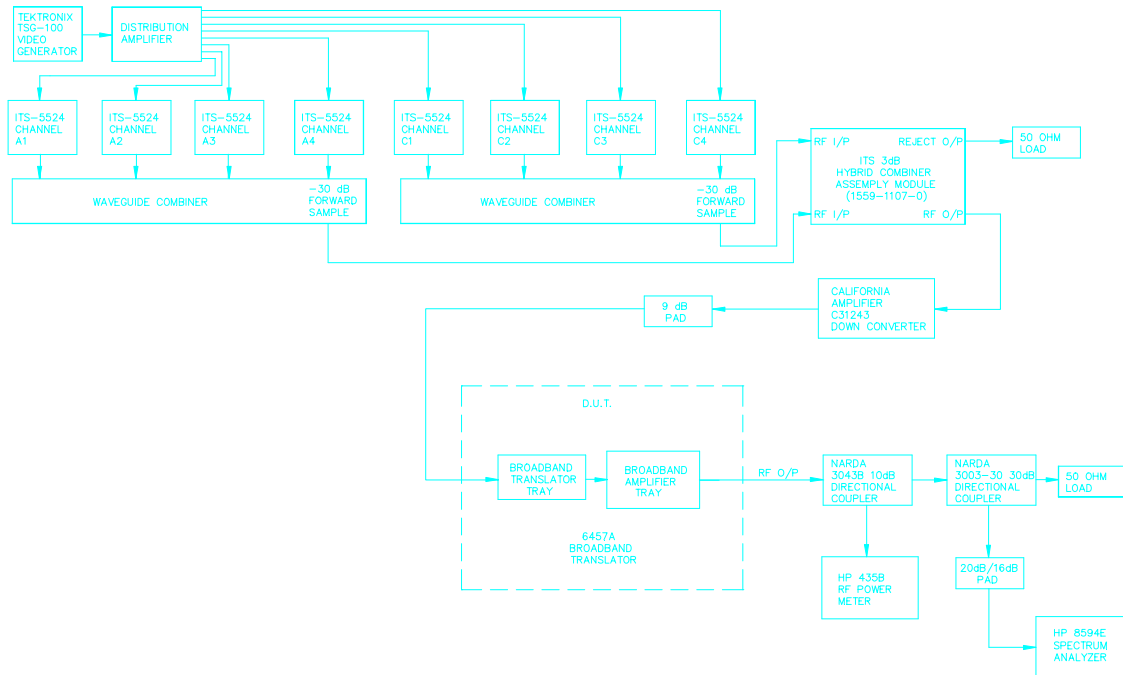 TEKTRONIX
TSG-100
VIDEO
GENERATOR
DISTRIBUTION
AMPLIFIER
ITS-5524
CHANNEL
A1
ITS-5524
CHANNEL
A2
ITS-5524
CHANNEL
A3
ITS-5524
CHANNEL
A4
ITS-5524
CHANNEL
C1
ITS-5524
CHANNEL
C2
ITS-5524
CHANNEL
C3
ITS-5524
CHANNEL
C4
WAVEGUIDE COMBINER
-30 dB
FORWARD
SAMPLE
WAVEGUIDE COMBINER
-30 dB
FORWARD
SAMPLE
RF I/P
REJECT O/P
ITS 3dB
HYBRID COMBINER
ASSEMPLY MODULE
(1559-1107-0)
RF I/P
RF O/P
50 OHM
LOAD
CALIFORNIA
AMPLIFIER
C31243
DOWN CONVERTER
9 dB
PAD
D.U.T.
BROADBAND
TRANSLATOR
TRAY
BROADBAND
AMPLIFIER
TRAY
6457A
BROADBAND
TRANSLATOR
RF O/P
NARDA
3043B 10dB
DIRECTIONAL
COUPLER
NARDA
3003-30 30dB
DIRECTIONAL
COUPLER
50 OHM
LOAD
HP 435B
RF POWER
METER
20dB/16dB
PAD
HP 8594E
SPECTRUM
ANALYZER